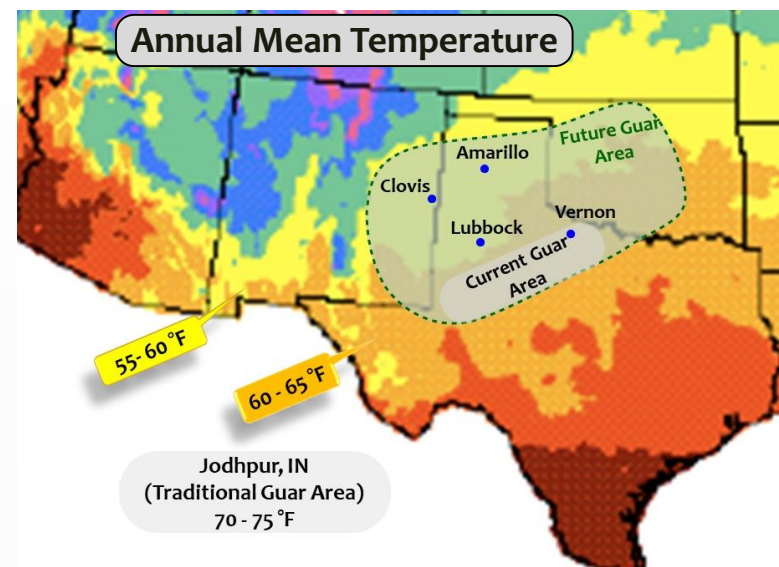 Annual Mean Temperature
Future Guar
Area
Amarillo
Clovis
Vernon
Lubbock
Current Guar
Area
55- 60 °F
60 - 65 °F
Jodhpur, IN
(Traditional Guar Area)
70 - 75 °F